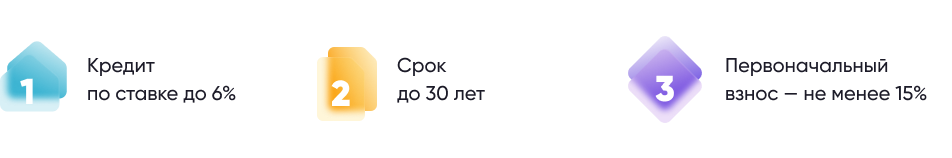 1
Кредит
по ставке до 6%
2
Срок
до 30 лет
3
Первоначальный
взнос — не менее 15%